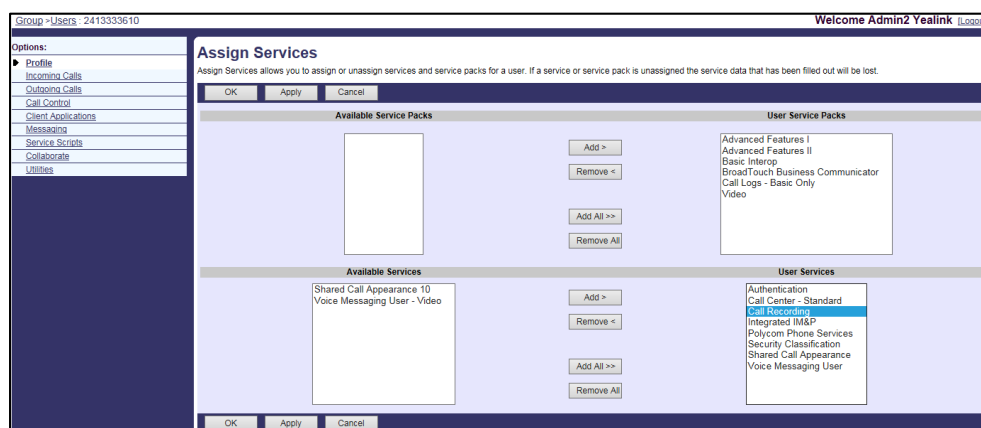 Group >Users : 2413333610
Welcome Admin2 Yealink [Logou
Options:
Profile
Incoming Calls
Outgoing Calls
Call Control
Client Applications
Messaging
Service Scripts
Collaborate
Utilities
Assign Services
Assign Services allows you to assign or unassign services and service packs for a user. If a service or service pack is unassigned the service data that has been filled out will be lost.
OK Apply Cancel
Available Service Packs
User Service Packs
Add >
Remove <
Add All >>
Remove All
Advanced Features I
Advanced Features II
Basic Interop
BroadTouch Business Communicator
Call Logs - Basic Only
Video
Available Services
User Services
Shared Call Appearance 10
Voice Messaging User - Video
Add >
Remove <
Add All >>
Remove All
Authentication
Call Center - Standard
Call Recording
Integrated IM&P
Polycom Phone Services
Security Classification
Shared Call Appearance
Voice Messaging User
OK Apply Cancel